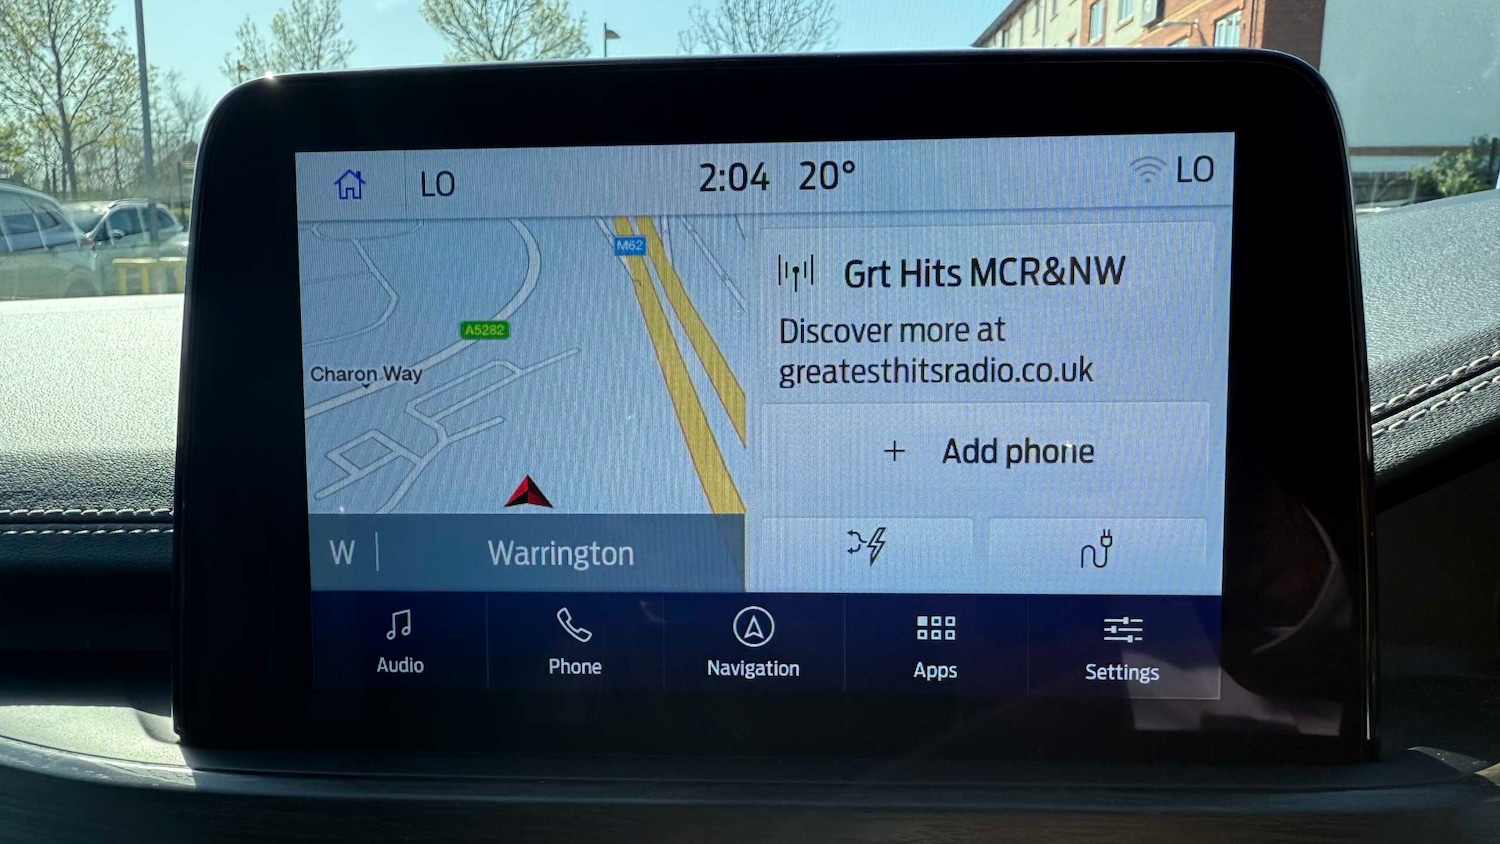 LO
2:04 20°
LO
M62
A5282
Charon Way
Grt Hits MCR&NW
Discover more at
greatesthitsradio.co.uk
+ Add phone
W | Warrington
Audio
Phone
Navigation
Apps
Settings